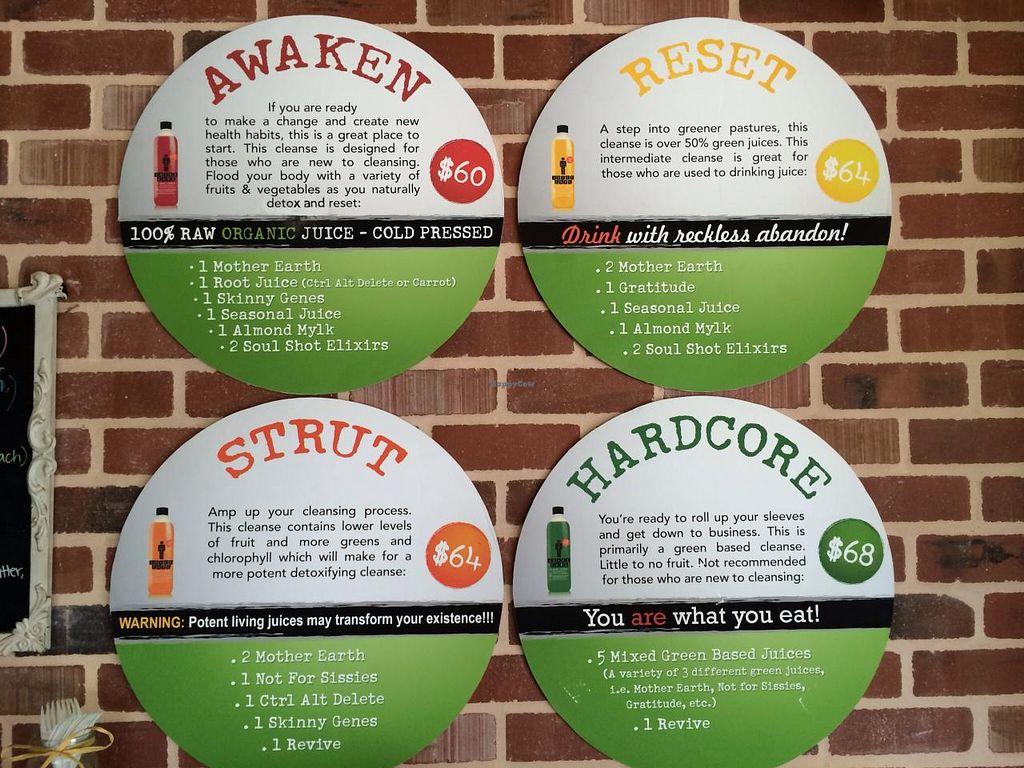 AWAKEN
If you are ready
to make a change and create new
health habits, this is a great place to
start. This cleanse is designed for
those who are new to cleansing.
Flood your body with a variety of
fruits & vegetables as you naturally
detox and reset:
$60
100% RAW ORGANIC JUICE - COLD PRESSED
· 1 Mother Earth
· 1 Root Juice (Ctrl Alt Delete or Carrot)
· 1 Skinny Genes
· 1 Seasonal Juice
· 1 Almond Mylk
· 2 Soul Shot Elixirs
RESET
A step into greener pastures, this
cleanse is over 50% green juices. This
intermediate cleanse is great for
those who are used to drinking juice:
$64
Drink with reckless abandon!
. 2 Mother Earth
. 1 Gratitude
. 1 Seasonal Juice
. 1 Almond Mylk
. 2 Soul Shot Elixirs
HappyCow
STRUT
Amp up your cleansing process.
This cleanse contains lower levels
of fruit and more greens and
chlorophyll which will make for a
more potent detoxifying cleanse:
$64
WARNING: Potent living juices may transform your existence!!!
. 2 Mother Earth
. 1 Not For Sissies
. 1 Ctrl Alt Delete
. 1 Skinny Genes
. 1 Revive
HARDCORE
You're ready to roll up your sleeves
and get down to business. This is
primarily a green based cleanse.
Little to no fruit. Not recommended
for those who are new to cleansing:
$68
You are what you eat!
. 5 Mixed Green Based Juices
(A variety of 3 different green juices,
i.e. Mother Earth, Not for Sissies,
Gratitude, etc.)
. 1 Revive